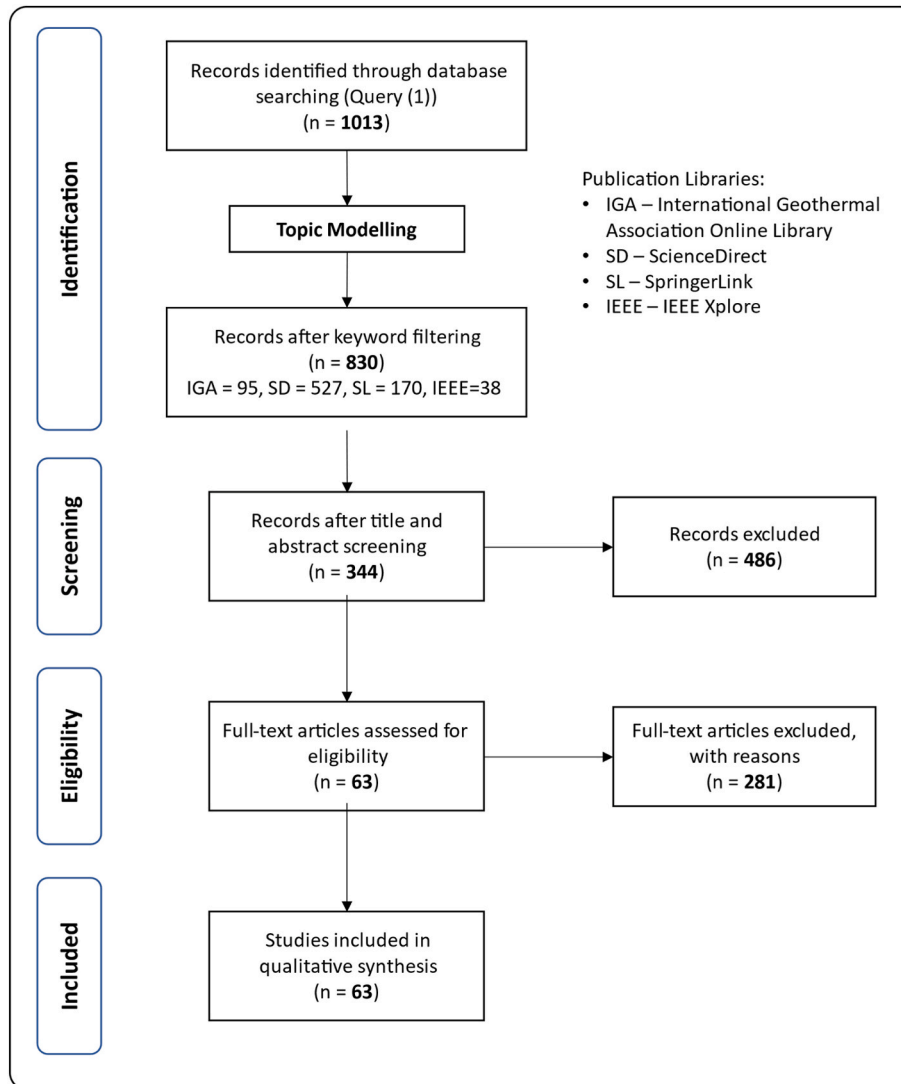 Identification
Records identified through database
searching (Query (1))
(n = 1013)
Topic Modelling
Records after keyword filtering
(n = 830)
IGA = 95, SD = 527, SL = 170, IEEE=38
Publication Libraries:
• IGA – International Geothermal
Association Online Library
• SD – ScienceDirect
• SL – SpringerLink
• IEEE – IEEE Xplore
Screening
Records after title and
abstract screening
(n = 344)
Records excluded
(n = 486)
Eligibility
Full-text articles assessed for
eligibility
(n = 63)
Full-text articles excluded,
with reasons
(n = 281)
Included
Studies included in
qualitative synthesis
(n = 63)